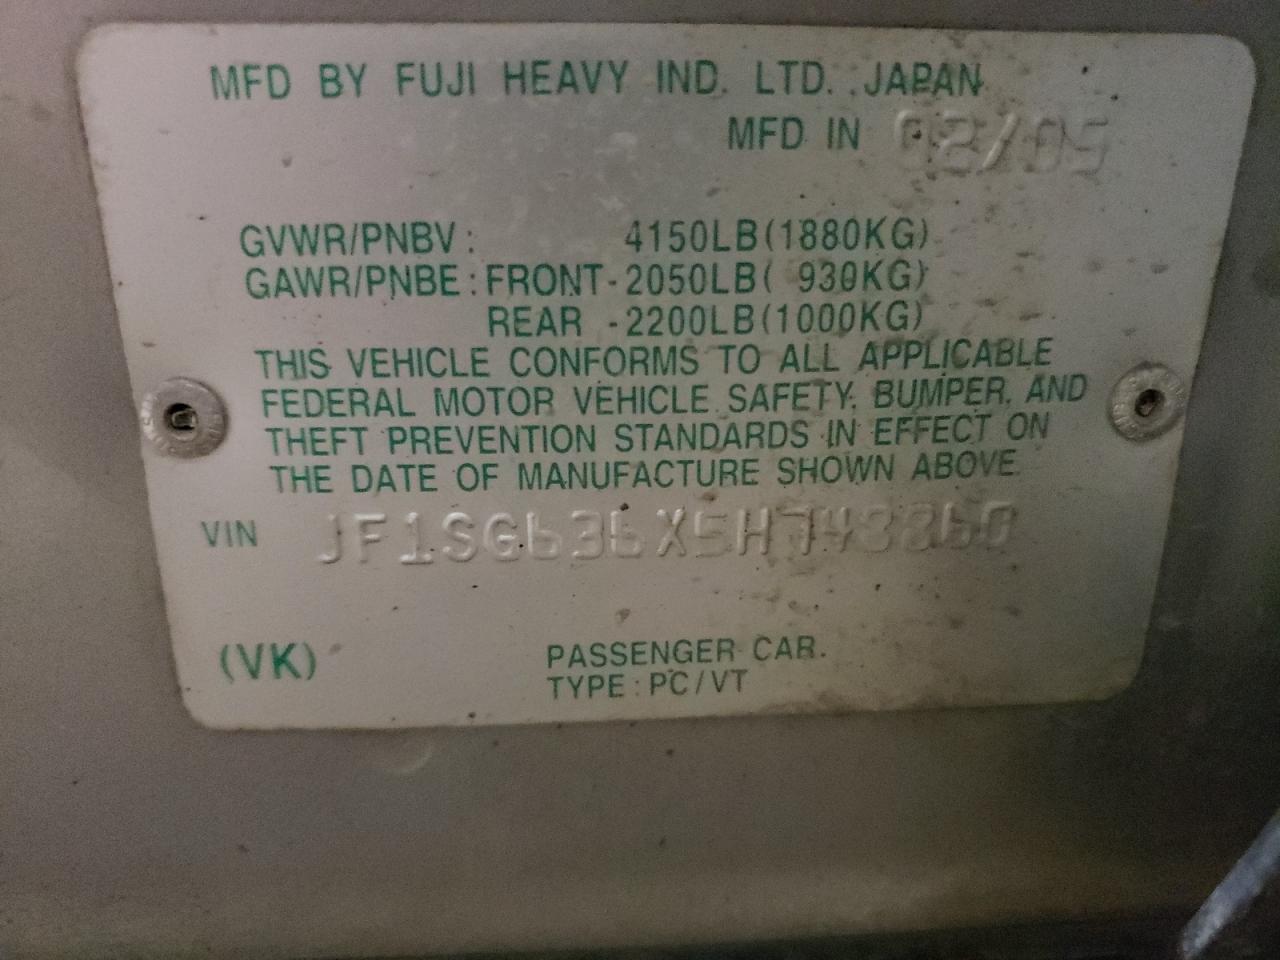 MFD BY FUJI HEAVY IND. LTD. JAPAN
MFD IN 02/05
GVWR/PNBV: 4150LB(1880KG)
GAWR/PNBE:FRONT-2050LB( 930KG)
REAR -2200LB(1000KG)
THIS VEHICLE CONFORMS TO ALL APPLICABLE
FEDERAL MOTOR VEHICLE SAFETY, BUMPER, AND
THEFT PREVENTION STANDARDS IN EFFECT ON
THE DATE OF MANUFACTURE SHOWN ABOVE.
VIN JF1SG636X5H748860
(VK) PASSENGER CAR.
TYPE:PC/VT